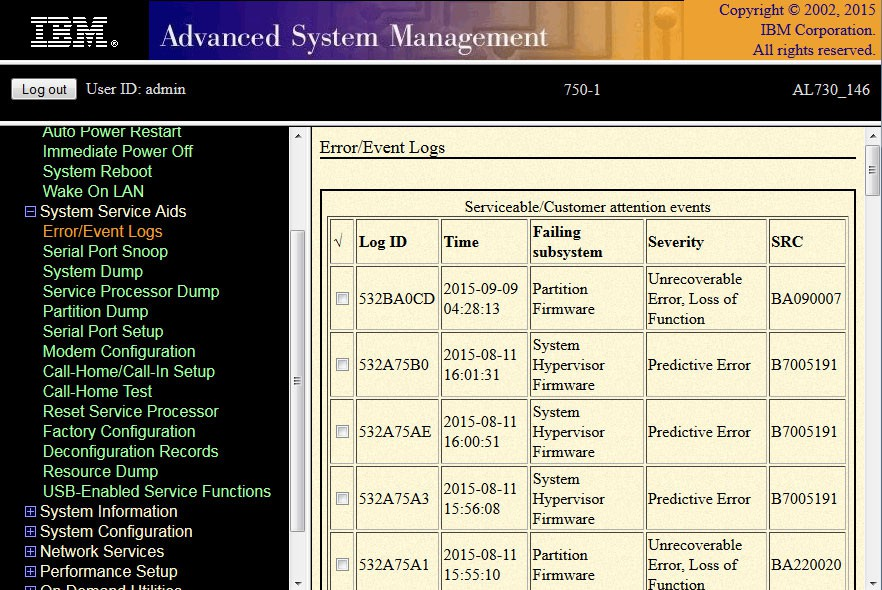 IBM®
Advanced System Management
Copyright © 2002, 2015
IBM Corporation.
All rights reserved.
Log out
User ID: admin
750-1
AL730_146
Auto Power Restart
Immediate Power Off
System Reboot
Wake On LAN
System Service Aids
Error/Event Logs
Serial Port Snoop
System Dump
Service Processor Dump
Partition Dump
Serial Port Setup
Modem Configuration
Call-Home/Call-In Setup
Call-Home Test
Reset Service Processor
Factory Configuration
Deconfiguration Records
Resource Dump
USB-Enabled Service Functions
System Information
System Configuration
Network Services
Performance Setup
On Demand Utilities
Error/Event Logs
Serviceable/Customer attention events
√ Log ID Time Failing subsystem Severity SRC
532BA0CD 2015-09-09 04:28:13 Partition Firmware Unrecoverable Error, Loss of Function BA090007
532A75B0 2015-08-11 16:01:31 System Hypervisor Firmware Predictive Error B7005191
532A75AE 2015-08-11 16:00:51 System Hypervisor Firmware Predictive Error B7005191
532A75A3 2015-08-11 15:56:08 System Hypervisor Firmware Predictive Error B7005191
532A75A1 2015-08-11 15:55:10 Partition Firmware Unrecoverable Error, Loss of Function BA220020